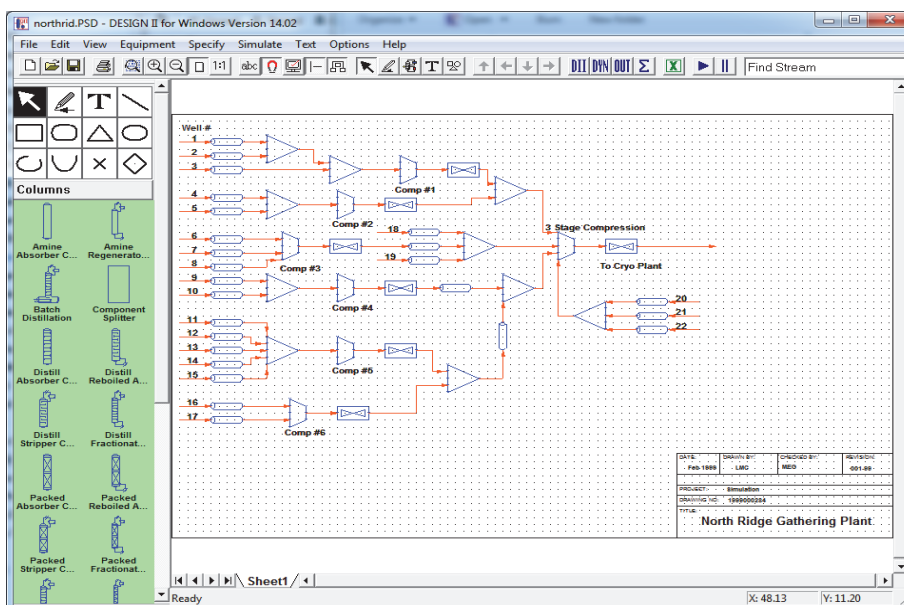 northrid.PSD - DESIGN II for Windows Version 14.02
File Edit View Equipment Specify Simulate Text Options Help
1:1 abc T DII DYN OUT Σ X Find Stream
T
Columns
Amine Absorber C...
Amine Regenerato...
Batch Distillation
Component Splitter
Distill Absorber C...
Distill Reboiled A...
Distill Stripper C...
Distill Fractionat...
Packed Absorber C...
Packed Reboiled A...
Packed Stripper C...
Packed Fractionat...
Well #
1
2
3
Comp #1
4
5
Comp #2
3 Stage Compression
6
7
8
Comp #3
18
19
To Cryo Plant
9
10
Comp #4
20
21
22
11
12
13
14
15
Comp #5
16
17
Comp #6
DATE: DRAWN BY: CHECKED BY: REVISION:
Feb 1999 LMC MEG 001-99
PROJECT: Simulation
DRAWING NO: 1999000284
TITLE:
North Ridge Gathering Plant
Sheet1
Ready X: 48.13 Y: 11.20